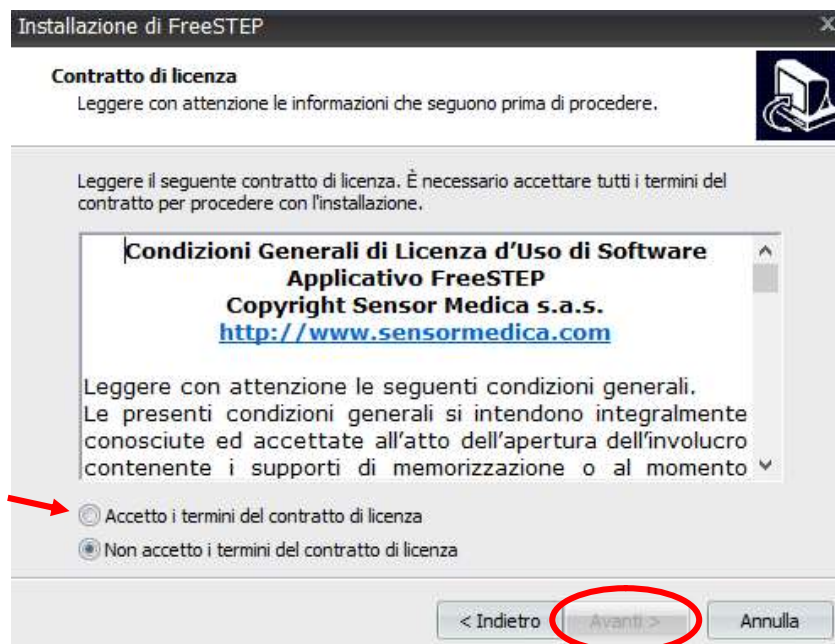 Installazione di FreeSTEP
Contratto di licenza
Leggere con attenzione le informazioni che seguono prima di procedere.
Leggere il seguente contratto di licenza. È necessario accettare tutti i termini del
contratto per procedere con l'installazione.
Condizioni Generali di Licenza d'Uso di Software
Applicativo FreeSTEP
Copyright Sensor Medica s.a.s.
http://www.sensormedica.com
Leggere con attenzione le seguenti condizioni generali.
Le presenti condizioni generali si intendono integralmente
conosciute ed accettate all'atto dell'apertura dell'involucro
contenente i supporti di memorizzazione o al momento
Accetto i termini del contratto di licenza
Non accetto i termini del contratto di licenza
< Indietro Avanti > Annulla